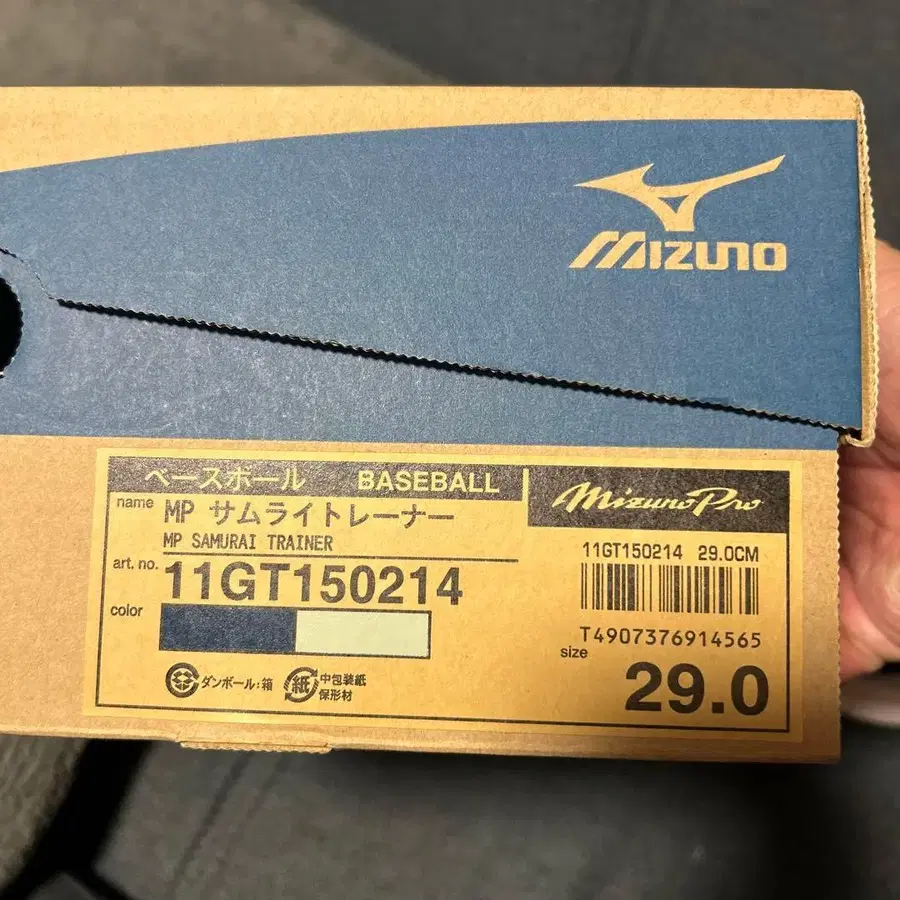 MIZUNO
ベースボール BASEBALL
Mizuno Pro
name MP サムライトレーナー
MP SAMURAI TRAINER
art. no. 11GT150214
color
11GT150214 29.0CM
T4907376914565
size 29.0
ダンボール:箱
紙 中包装紙
保形材